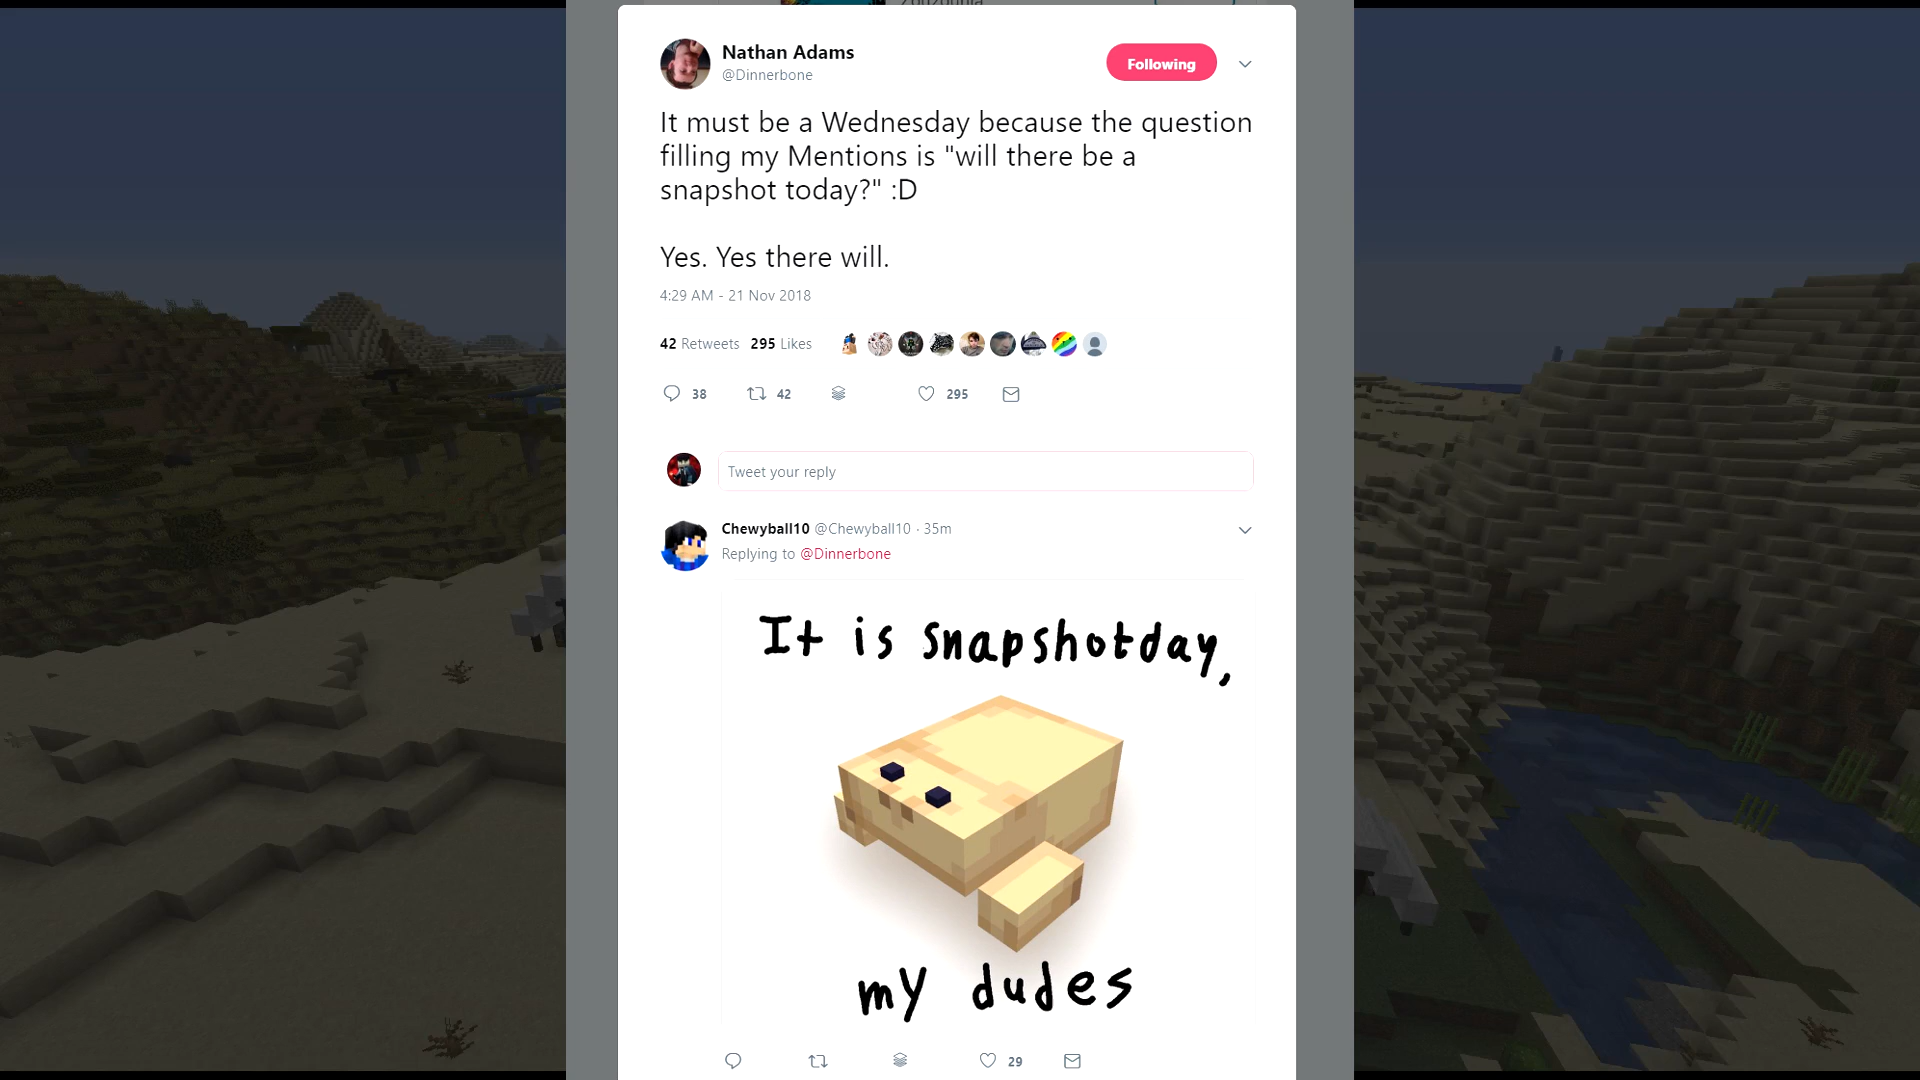 Nathan Adams
@Dinnerbone
Following
It must be a Wednesday because the question
filling my Mentions is "will there be a
snapshot today?" :D
Yes. Yes there will.
4:29 AM - 21 Nov 2018
42 Retweets 295 Likes
38 42 295
Tweet your reply
Chewyball10 @Chewyball10 · 35m
Replying to @Dinnerbone
It is snapshotday,
my dudes
29